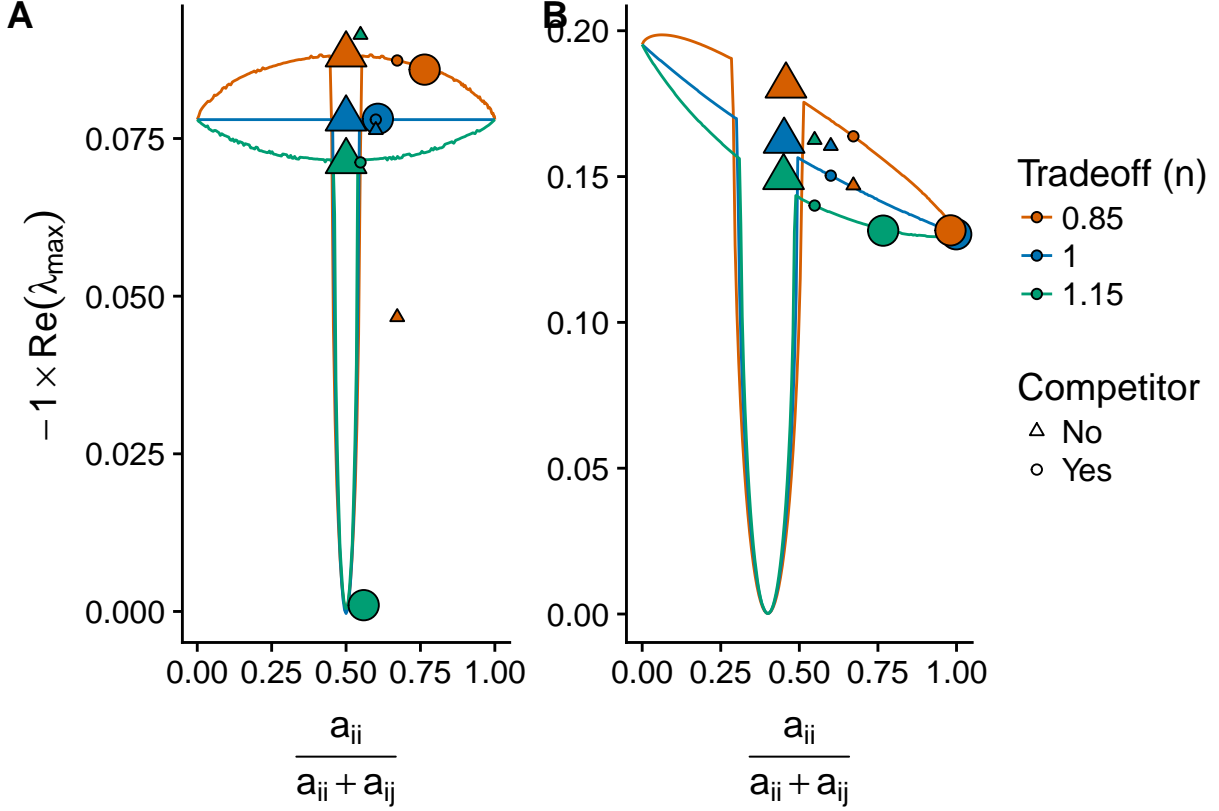 A
B
− 1 × Re(λmax)
0.075
0.050
0.025
0.000
0.00 0.25 0.50 0.75 1.00
aii
aii + aij
0.20
0.15
0.10
0.05
0.00
0.00 0.25 0.50 0.75 1.00
aii
aii + aij
Tradeoff (n)
0.85
1
1.15
Competitor
No
Yes